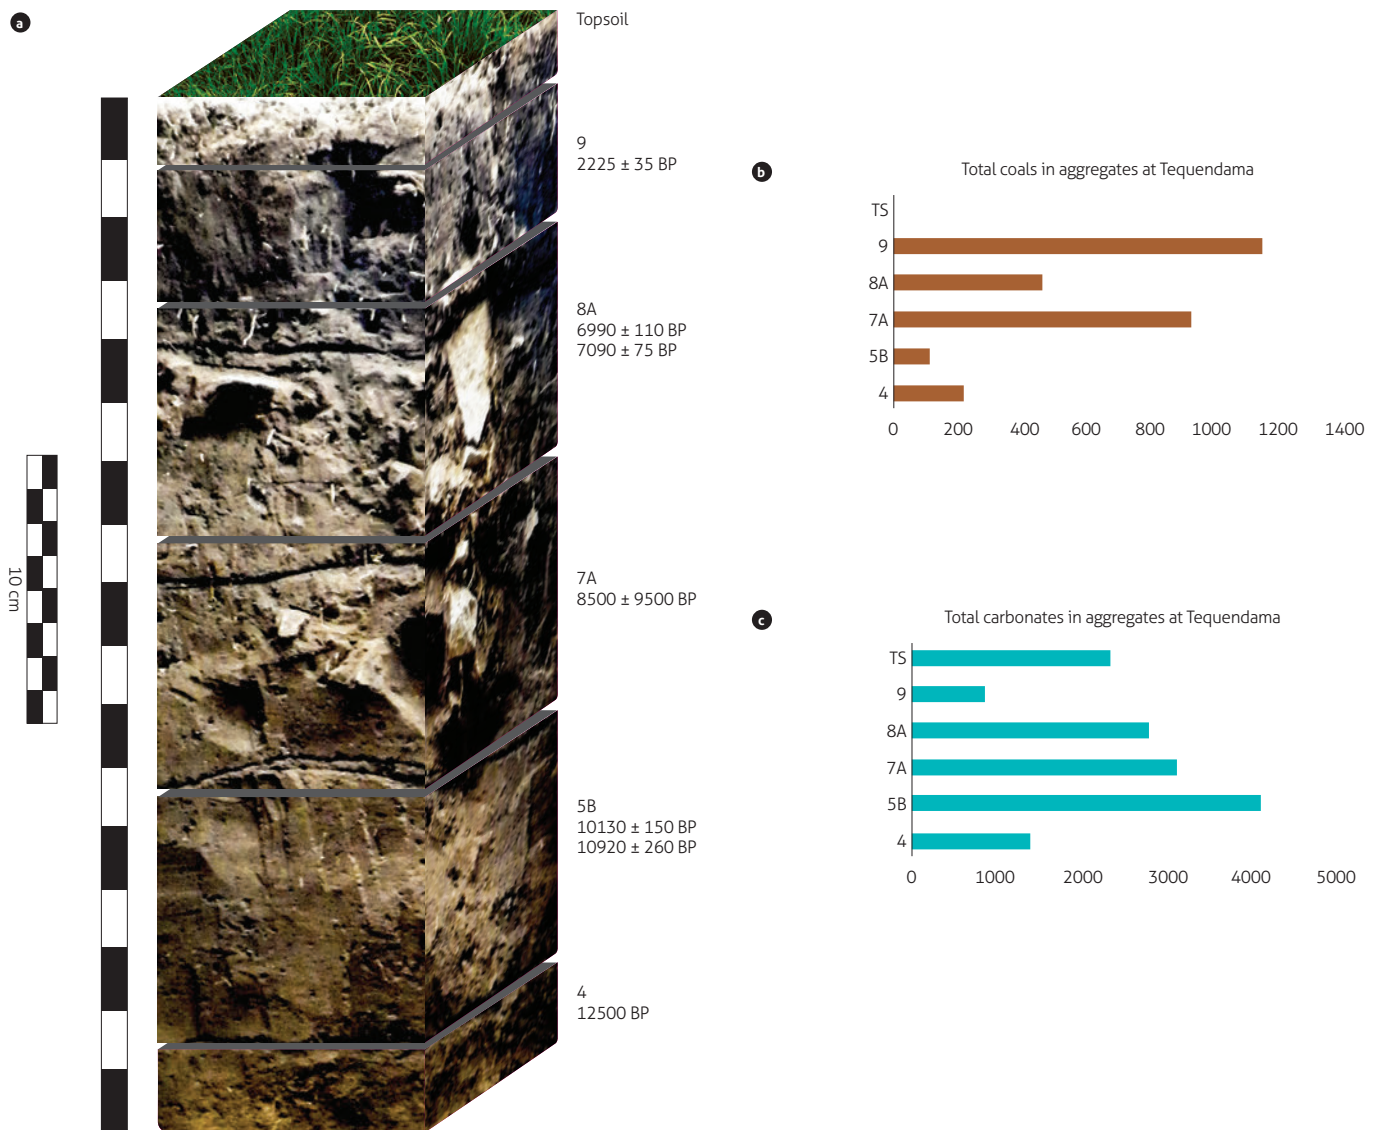 a
Topsoil
9
2225 ± 35 BP
8A
6990 ± 110 BP
7090 ± 75 BP
7A
8500 ± 9500 BP
5B
10130 ± 150 BP
10920 ± 260 BP
4
12500 BP
10 cm
b
Total coals in aggregates at Tequendama
TS
9
8A
7A
5B
4
0 200 400 600 800 1000 1200 1400
c
Total carbonates in aggregates at Tequendama
TS
9
8A
7A
5B
4
0 1000 2000 3000 4000 5000